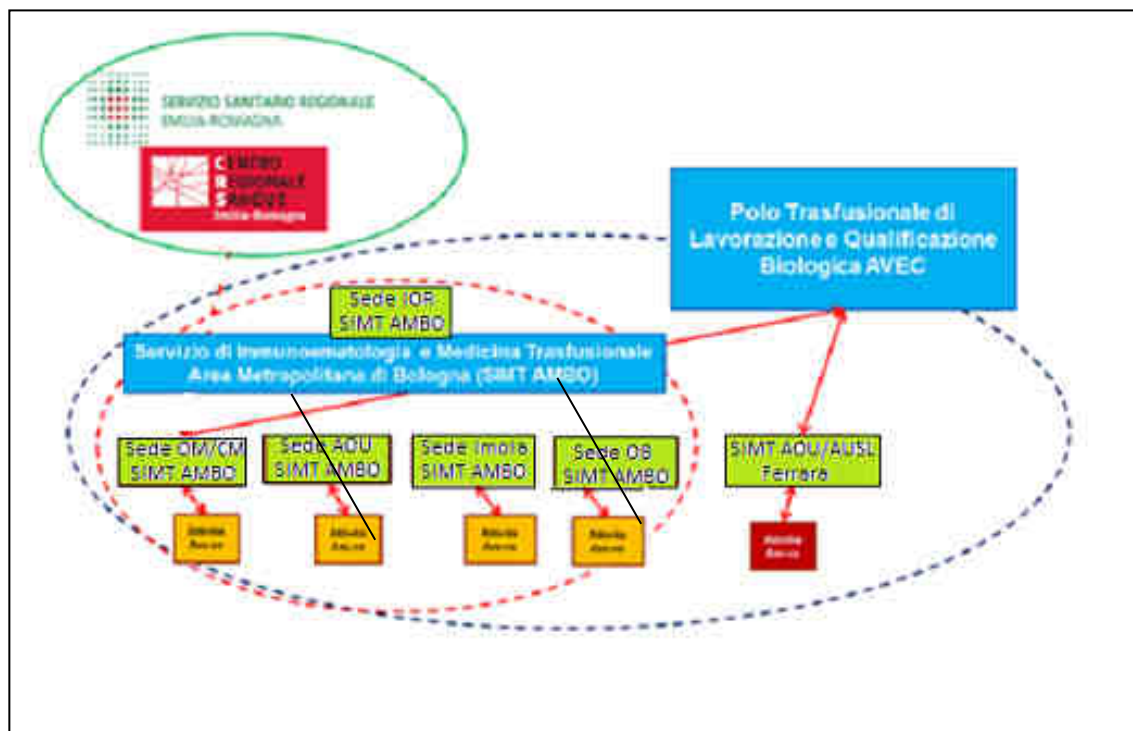 SERVIZIO SANITARIO REGIONALE
EMILIA-ROMAGNA
CENTRO
REGIONALE
SANGUE
Emilia-Romagna
Polo Trasfusionale di
Lavorazione e Qualificazione
Biologica AVEC
Sede IOR
SIMT AMBO
Servizio di Immunoematologia e Medicina Trasfusionale
Area Metropolitana di Bologna (SIMT AMBO)
Sede OM/CM
SIMT AMBO
Sede AOU
SIMT AMBO
Sede Imola
SIMT AMBO
Sede OB
SIMT AMBO
SIMT AOU/AUSL
Ferrara